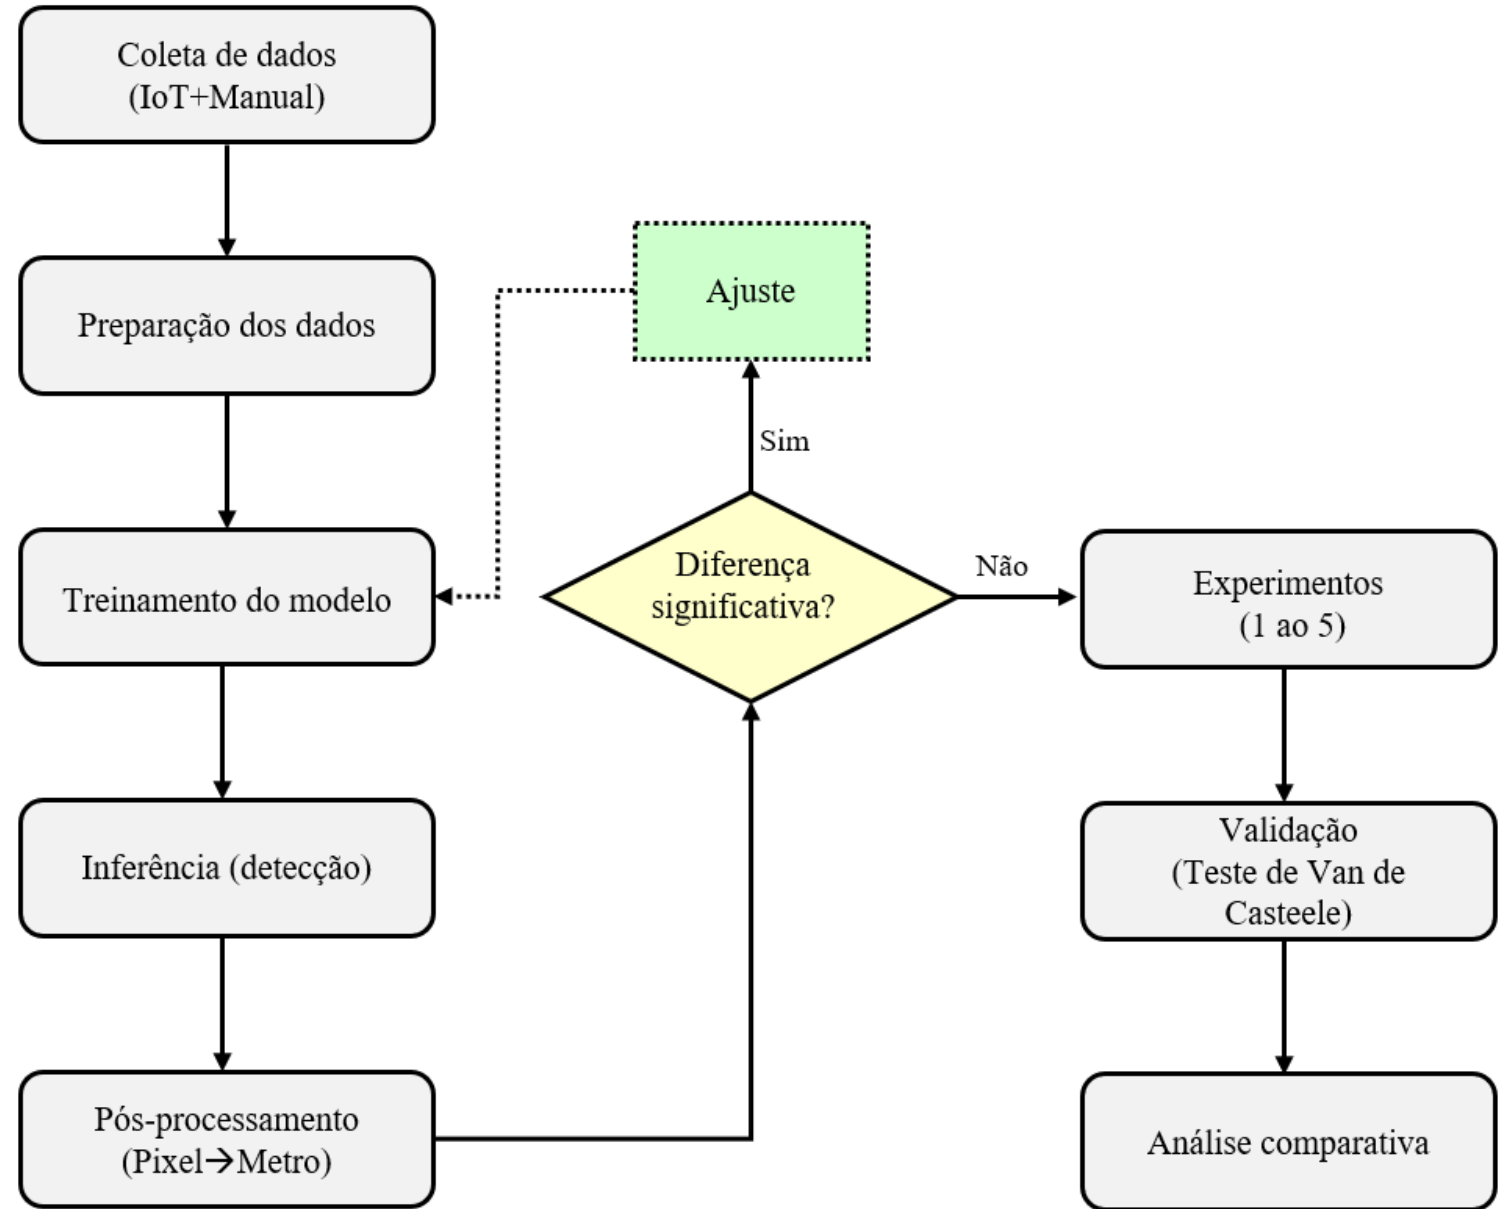 Coleta de dados
(IoT+Manual)
Preparação dos dados
Treinamento do modelo
Inferência (detecção)
Pós-processamento
(Pixel→Metro)
Ajuste
Sim
Diferença
significativa?
Não
Experimentos
(1 ao 5)
Validação
(Teste de Van de
Casteele)
Análise comparativa